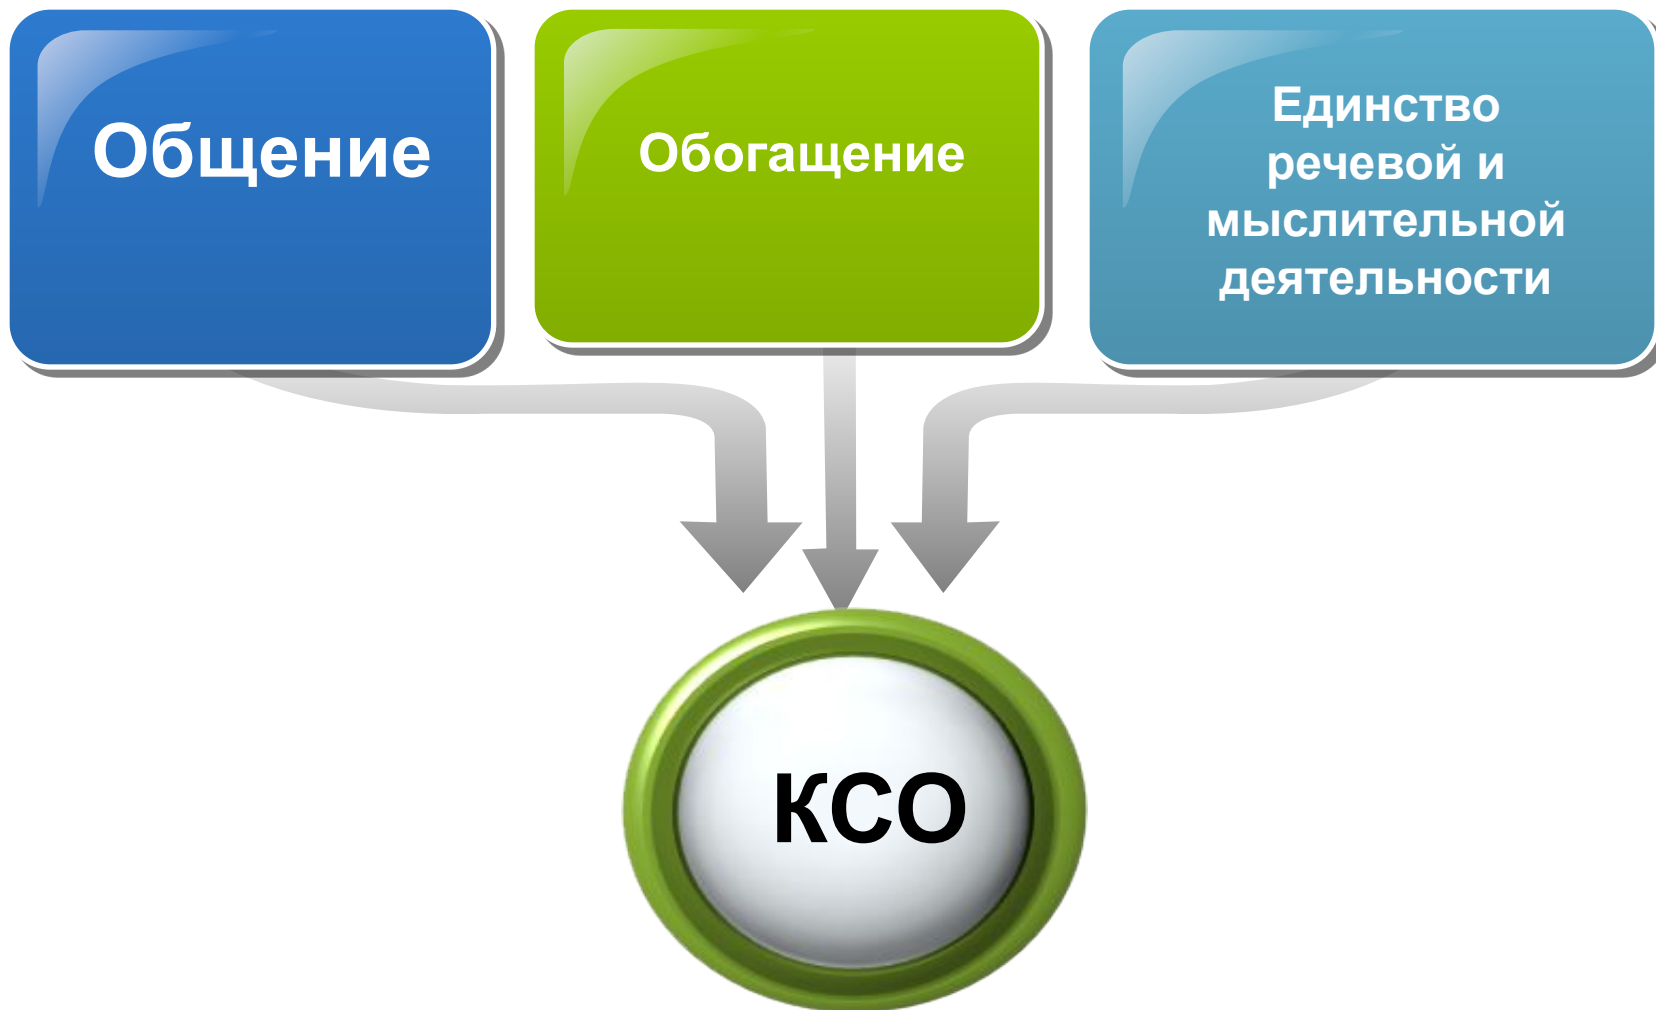 Общение
Обогащение
Единство
речевой и
мыслительной
деятельности
КСО